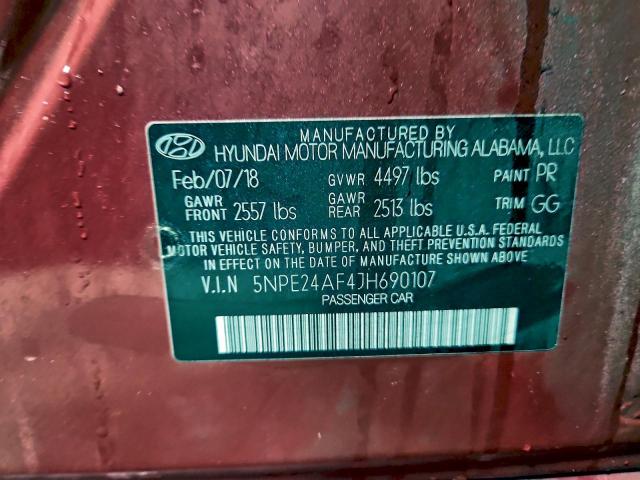 MANUFACTURED BY
HYUNDAI MOTOR MANUFACTURING ALABAMA, LLC
Feb/07/18 GVWR 4497 lbs PAINT PR
GAWR FRONT 2557 lbs GAWR REAR 2513 lbs TRIM GG
THIS VEHICLE CONFORMS TO ALL APPLICABLE U.S.A. FEDERAL
MOTOR VEHICLE SAFETY, BUMPER, AND THEFT PREVENTION STANDARDS
IN EFFECT ON THE DATE OF MANUFACTURE SHOWN ABOVE.
V.I.N 5NPE24AF4JH690107
PASSENGER CAR